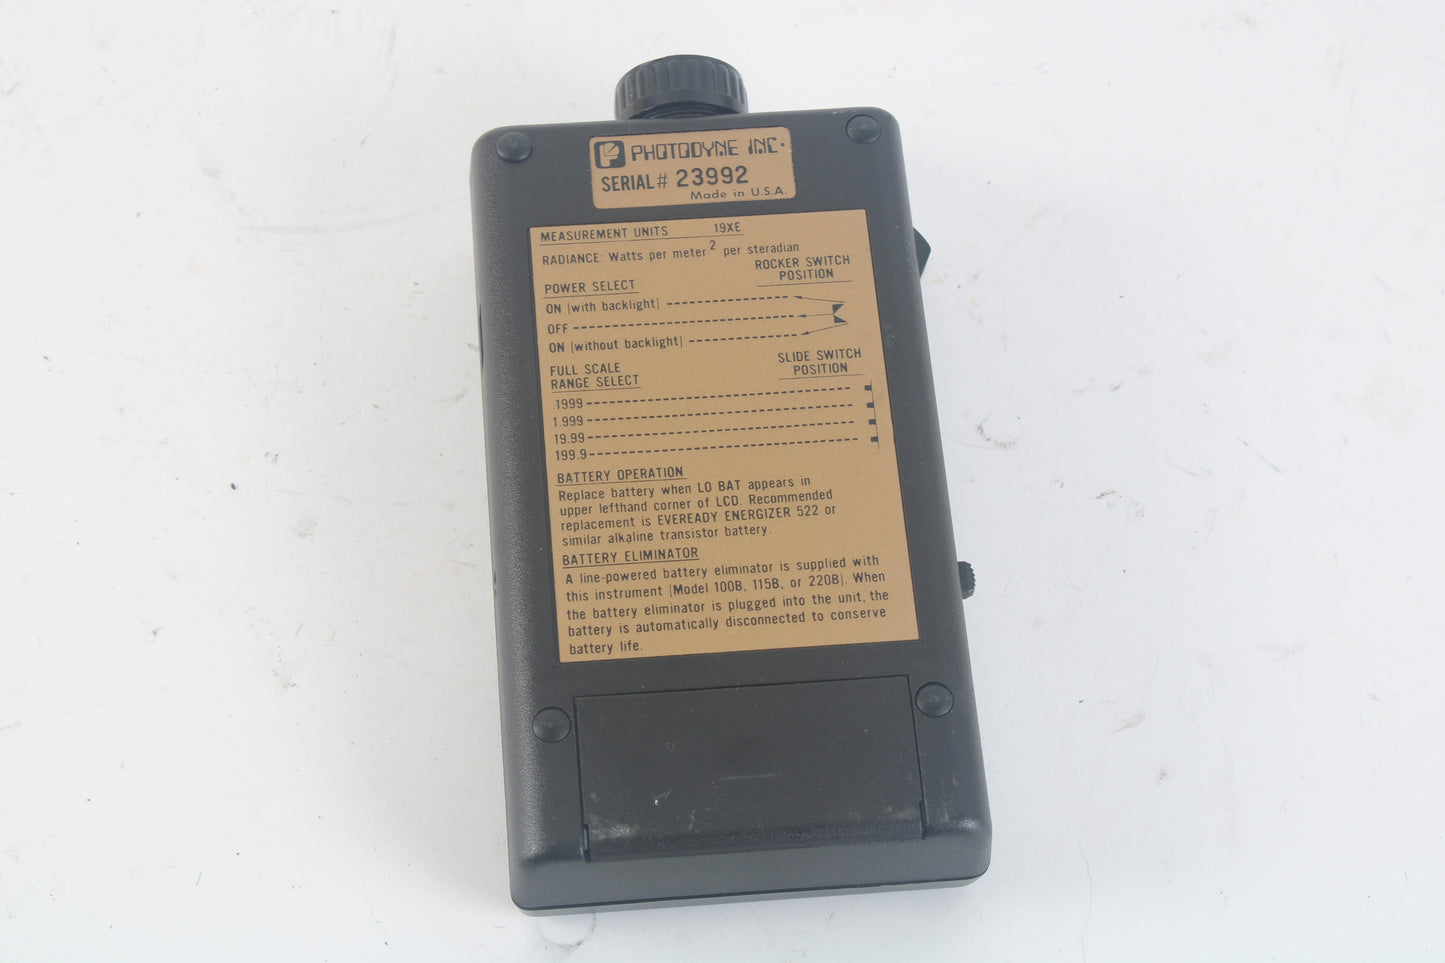 PHOTODYNE INC.
SERIAL # 23992
Made in U.S.A.
MEASUREMENT UNITS 19XE
RADIANCE: Watts per meter 2 per steradian
ROCKER SWITCH
POWER SELECT POSITION
ON (with backlight)
OFF
ON (without backlight)
FULL SCALE SLIDE SWITCH
RANGE SELECT POSITION
.1999
1.999
19.99
199.9
BATTERY OPERATION
Replace battery when LO BAT appears in
upper lefthand corner of LCD. Recommended
replacement is EVEREADY ENERGIZER 522 or
similar alkaline transistor battery.
BATTERY ELIMINATOR
A line-powered battery eliminator is supplied with
this instrument (Model 100B, 115B, or 220B). When
the battery eliminator is plugged into the unit, the
battery is automatically disconnected to conserve
battery life.